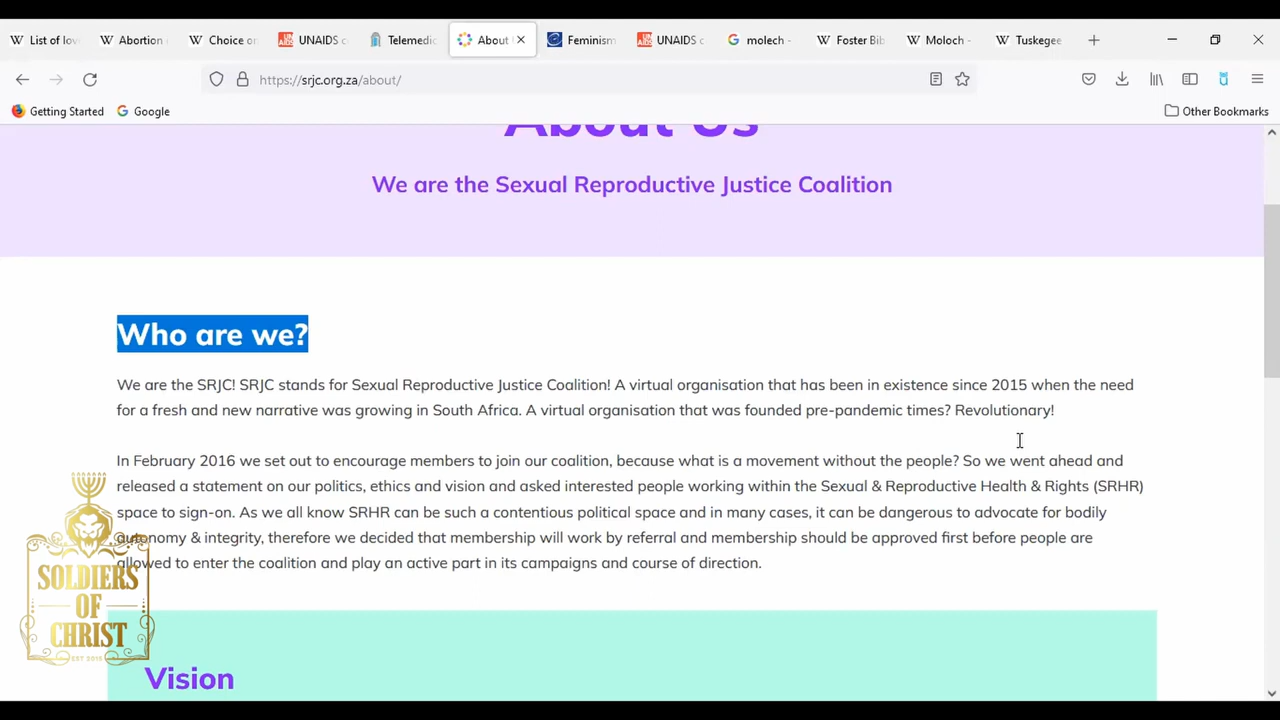 List of lov
Abortion
Choice on
UNAIDS c
Telemedic
About
Feminism
UNAIDS c
molech -
Foster Bib
Moloch -
Tuskegee
https://srjc.org.za/about/
Getting Started
Google
Other Bookmarks
About Us
We are the Sexual Reproductive Justice Coalition
Who are we?
We are the SRJC! SRJC stands for Sexual Reproductive Justice Coalition! A virtual organisation that has been in existence since 2015 when the need
for a fresh and new narrative was growing in South Africa. A virtual organisation that was founded pre-pandemic times? Revolutionary!
In February 2016 we set out to encourage members to join our coalition, because what is a movement without the people? So we went ahead and
released a statement on our politics, ethics and vision and asked interested people working within the Sexual & Reproductive Health & Rights (SRHR)
space to sign-on. As we all know SRHR can be such a contentious political space and in many cases, it can be dangerous to advocate for bodily
autonomy & integrity, therefore we decided that membership will work by referral and membership should be approved first before people are
allowed to enter the coalition and play an active part in its campaigns and course of direction.
SOLDIERS
OF
CHRIST
EST 2015
Vision